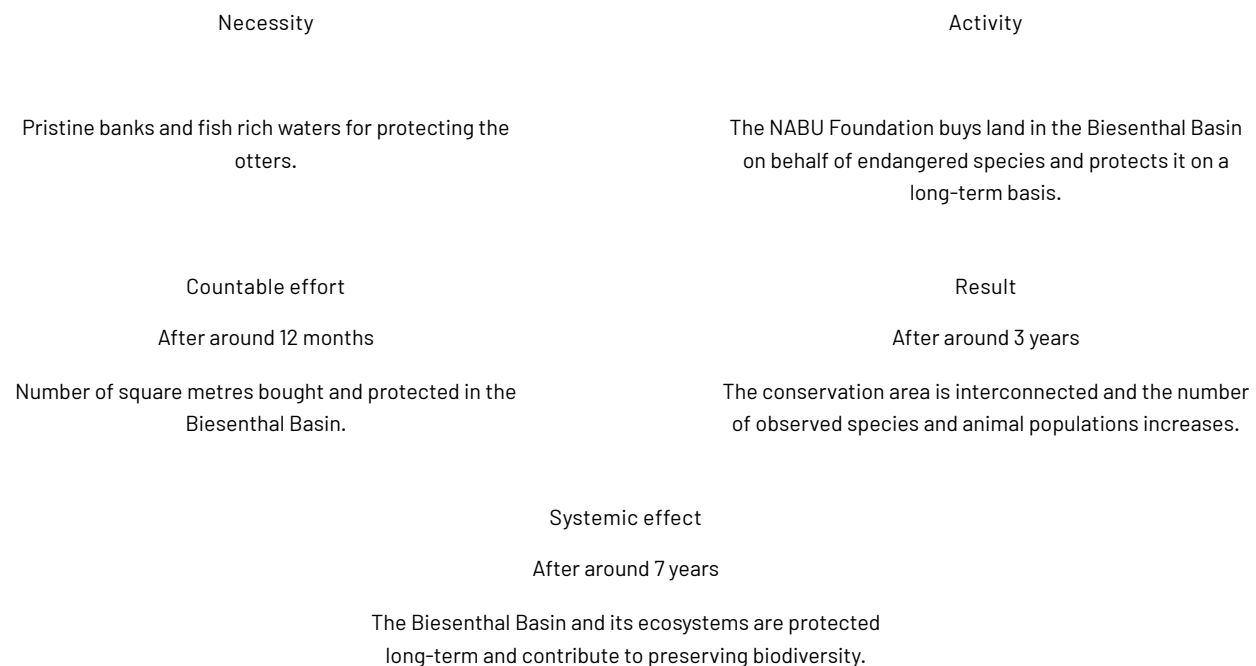 Necessity
Pristine banks and fish rich waters for protecting the
otters.
Activity
The NABU Foundation buys land in the Biesenthal Basin
on behalf of endangered species and protects it on a
long-term basis.
Countable effort
After around 12 months
Number of square metres bought and protected in the
Biesenthal Basin.
Result
After around 3 years
The conservation area is interconnected and the number
of observed species and animal populations increases.
Systemic effect
After around 7 years
The Biesenthal Basin and its ecosystems are protected
long-term and contribute to preserving biodiversity.